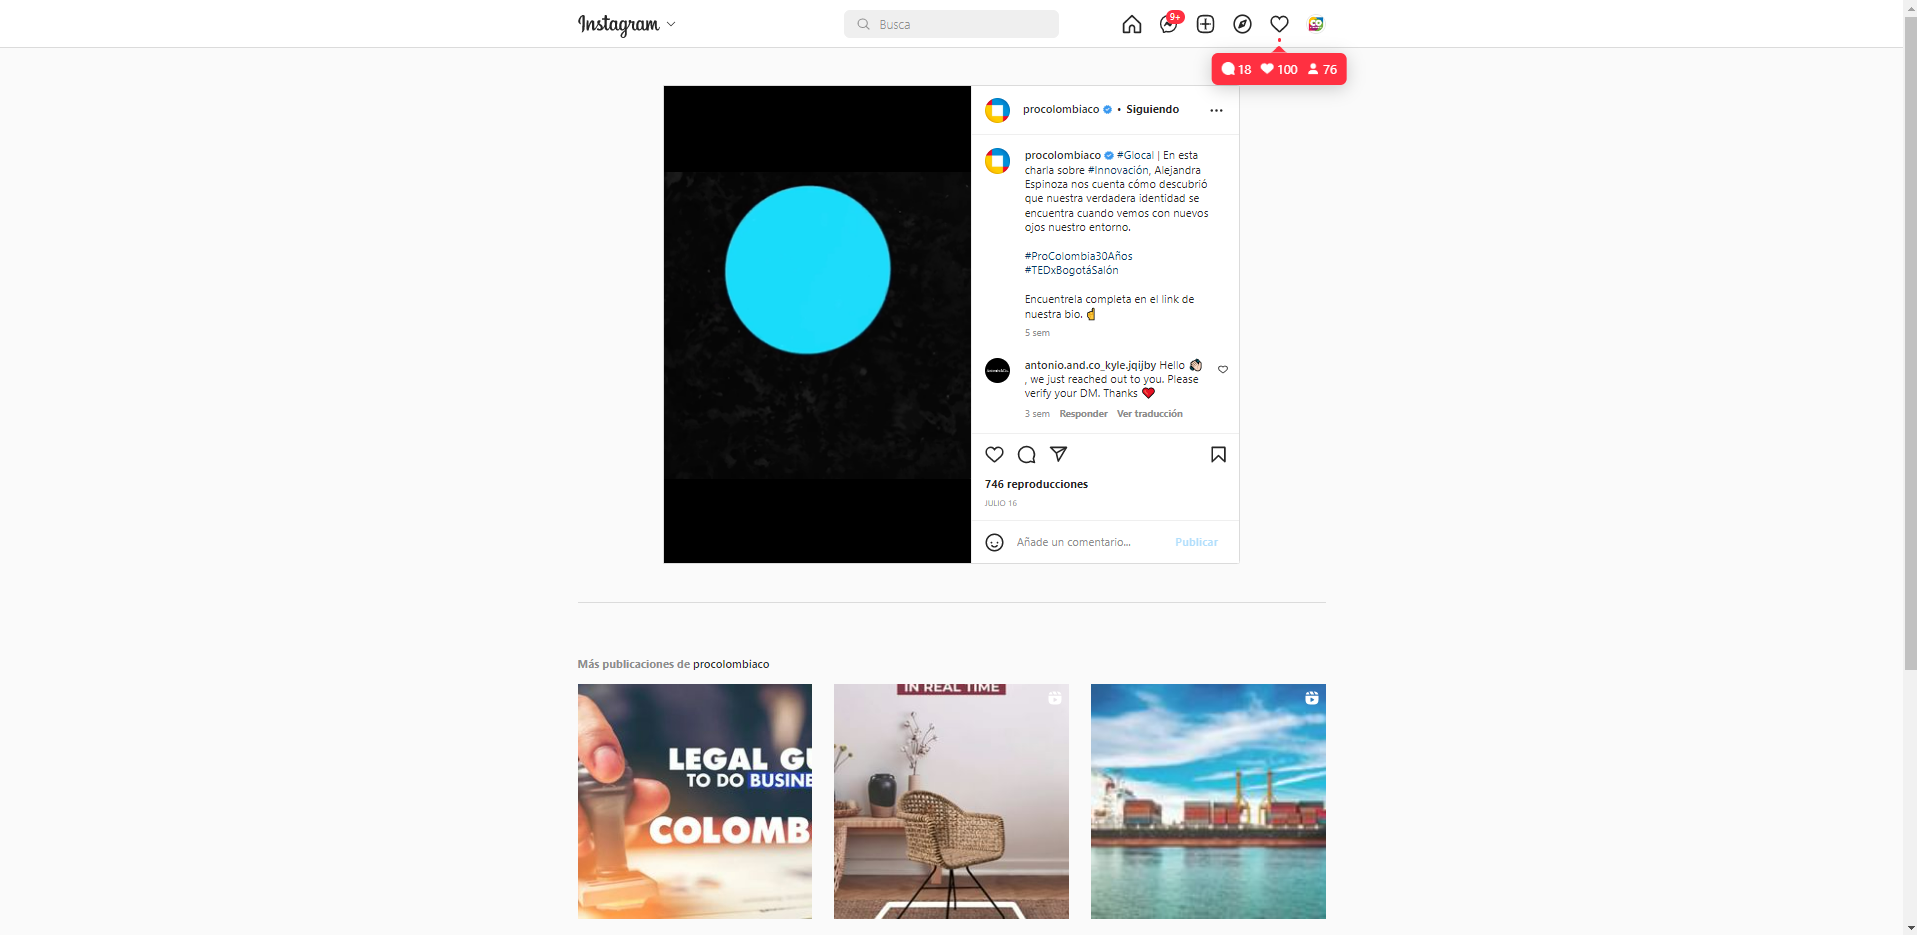 Instagram
Busca
9+
18 100 76
procolombiaco • Siguiendo
procolombiaco #Glocal | En esta
charla sobre #Innovación, Alejandra
Espinoza nos cuenta cómo descubrió
que nuestra verdadera identidad se
encuentra cuando vemos con nuevos
ojos nuestro entorno.
#ProColombia30Años
#TEDxBogotáSalón
Encuentrela completa en el link de
nuestra bio. ☝
5 sem
antonio.and.co_kyle.jqijby Hello
, we just reached out to you. Please
verify your DM. Thanks ❤
3 sem Responder Ver traducción
746 reproducciones
JULIO 16
Añade un comentario... Publicar
Más publicaciones de procolombiaco
LEGAL GU
TO DO BUSINE
COLOMB
IN REAL TIME